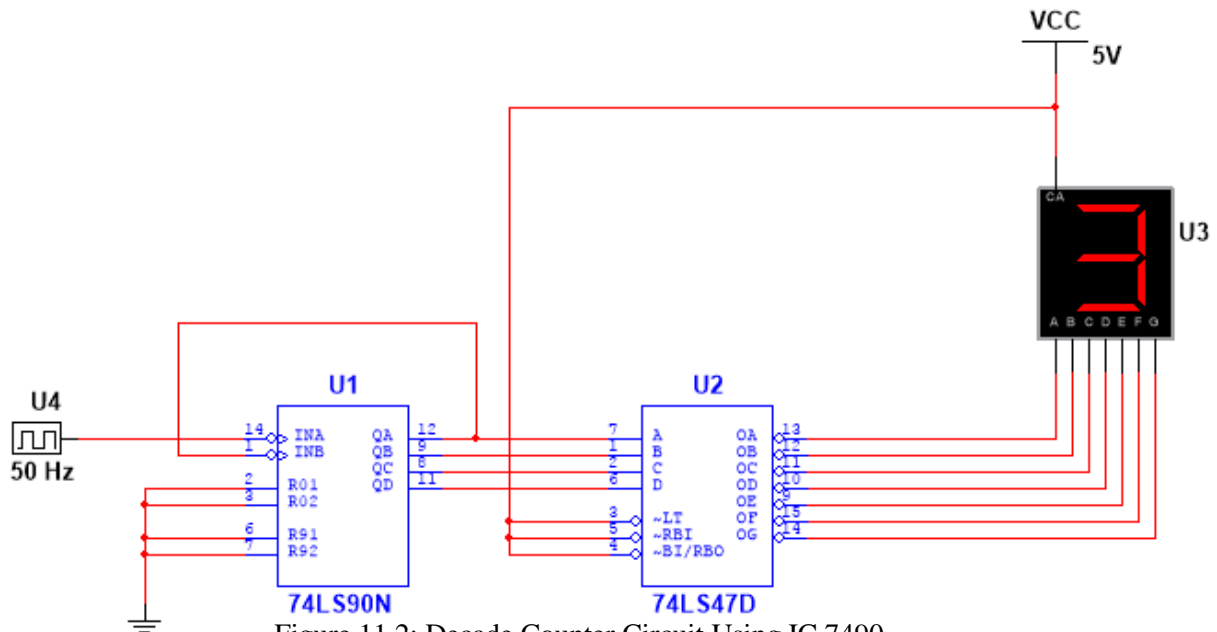 VCC
5V
CA
3
U3
A B C D E F G
U4
50 Hz
U1
14 INA QA 12
1 INB QB 9
QC 8
2 R01 QD 11
3 R02
6 R91
7 R92
74LS90N
U2
7 A OA 13
1 B OB 12
2 C OC 11
6 D OD 10
OE 9
3 ~LT OF 15
5 ~RBI OG 14
4 ~BI/RBO
74LS47D
Figure 11.2: Decade Counter Circuit Using IC 7490